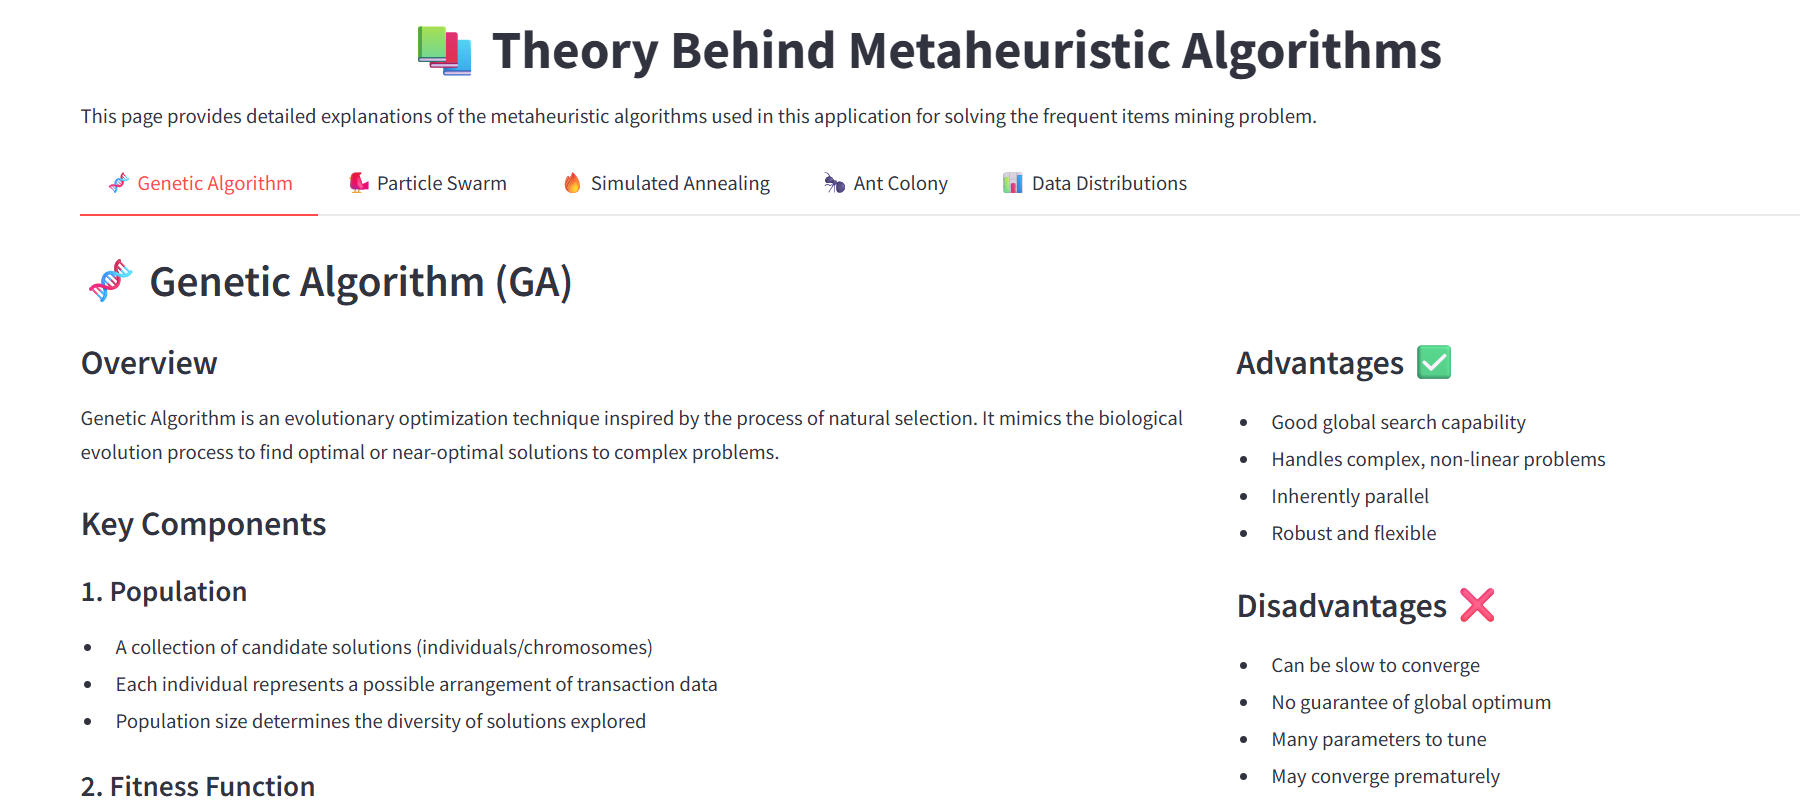 Theory Behind Metaheuristic Algorithms
This page provides detailed explanations of the metaheuristic algorithms used in this application for solving the frequent items mining problem.
Genetic Algorithm
Particle Swarm
Simulated Annealing
Ant Colony
Data Distributions
Genetic Algorithm (GA)
Overview
Genetic Algorithm is an evolutionary optimization technique inspired by the process of natural selection. It mimics the biological
evolution process to find optimal or near-optimal solutions to complex problems.
Key Components
1. Population
• A collection of candidate solutions (individuals/chromosomes)
• Each individual represents a possible arrangement of transaction data
• Population size determines the diversity of solutions explored
2. Fitness Function
Advantages
• Good global search capability
• Handles complex, non-linear problems
• Inherently parallel
• Robust and flexible
Disadvantages
• Can be slow to converge
• No guarantee of global optimum
• Many parameters to tune
• May converge prematurely